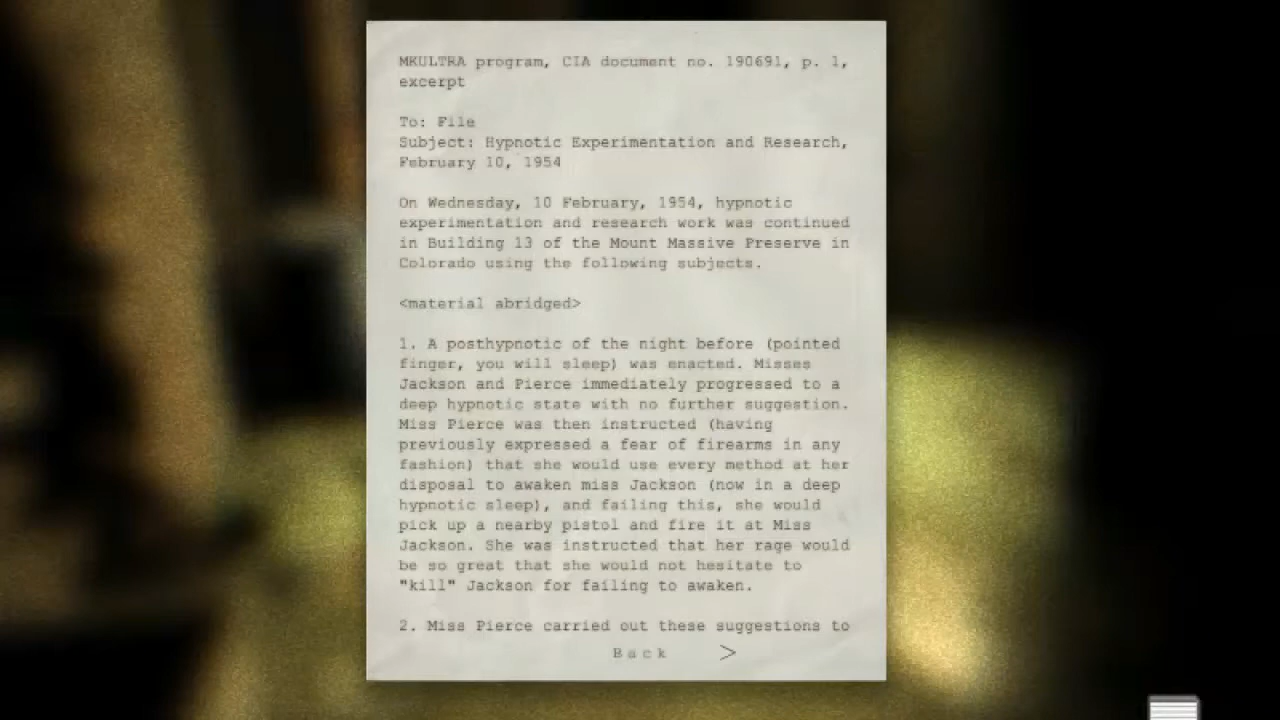 MKULTRA program, CIA document no. 190691, p. 1,
excerpt
To: File
Subject: Hypnotic Experimentation and Research,
February 10, 1954
On Wednesday, 10 February, 1954, hypnotic
experimentation and research work was continued
in Building 13 of the Mount Massive Preserve in
Colorado using the following subjects.
<material abridged>
1. A posthypnotic of the night before (pointed
finger, you will sleep) was enacted. Misses
Jackson and Pierce immediately progressed to a
deep hypnotic state with no further suggestion.
Miss Pierce was then instructed (having
previously expressed a fear of firearms in any
fashion) that she would use every method at her
disposal to awaken miss Jackson (now in a deep
hypnotic sleep), and failing this, she would
pick up a nearby pistol and fire it at Miss
Jackson. She was instructed that her rage would
be so great that she would not hesitate to
"kill" Jackson for failing to awaken.
2. Miss Pierce carried out these suggestions to
Back >